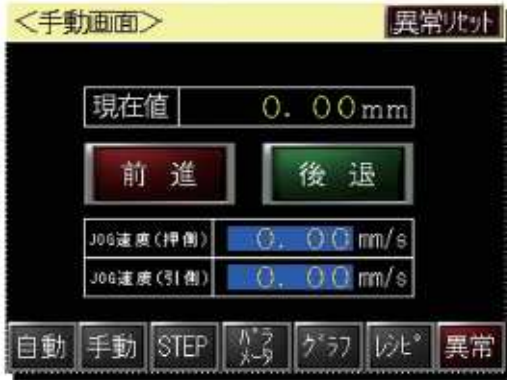 ＜手動画面＞ 異常ﾘｾｯﾄ
現在値 0. 00mm
前 進 後 退
JOG速度(押側) 0. 00 mm/s
JOG速度(引側) 0. 00 mm/s
自動 手動 STEP ﾊﾟﾗﾒｰﾀ ｸﾞﾗﾌ ﾚｼﾋﾟ 異常